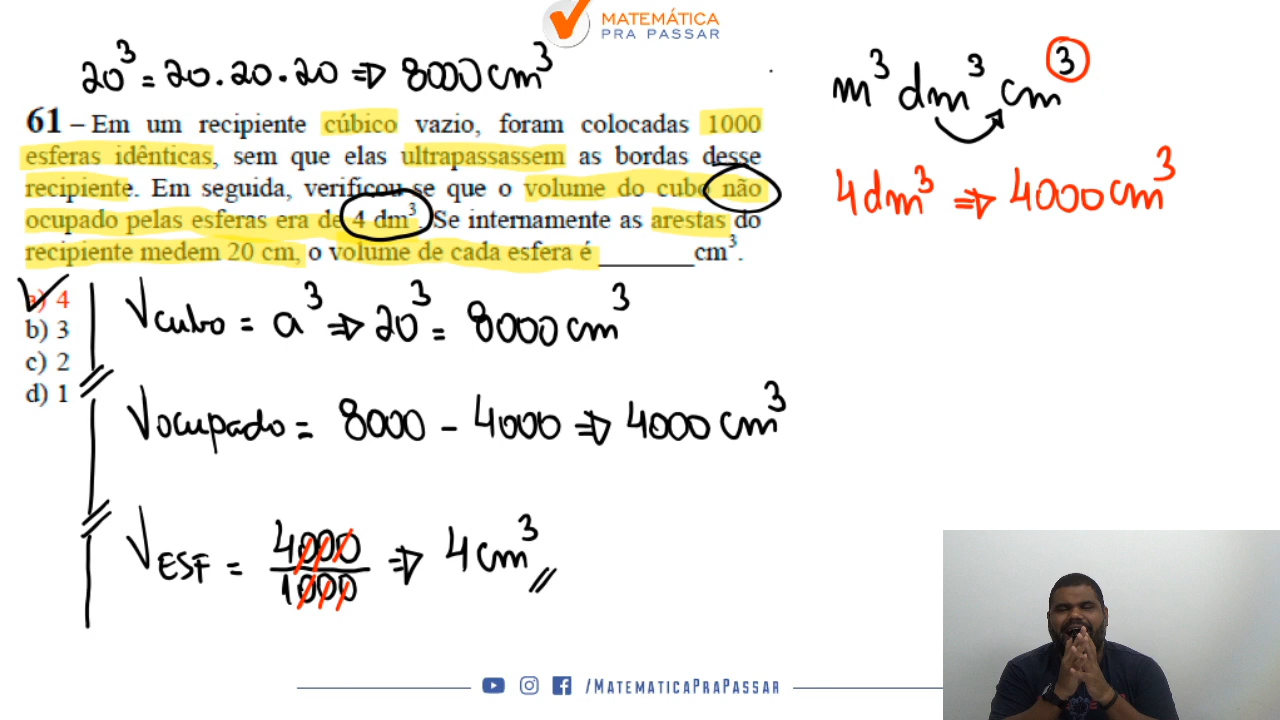 MATEMÁTICA
PRA PASSAR
20³ = 20 . 20 . 20 ⇒ 8000 cm³
m³ dm³ cm³
61 – Em um recipiente cúbico vazio, foram colocadas 1000
esferas idênticas, sem que elas ultrapassassem as bordas desse
recipiente. Em seguida, verificou-se que o volume do cubo não
ocupado pelas esferas era de 4 dm³. Se internamente as arestas do
recipiente medem 20 cm, o volume de cada esfera é ________ cm³.
4 dm³ ⇒ 4000 cm³
a) 4
b) 3
c) 2
d) 1
Vcubo = a³ ⇒ 20³ = 8000 cm³
Vocupado = 8000 - 4000 ⇒ 4000 cm³
VESF = 4000/1000 ⇒ 4 cm³
/MatematicaPraPassar